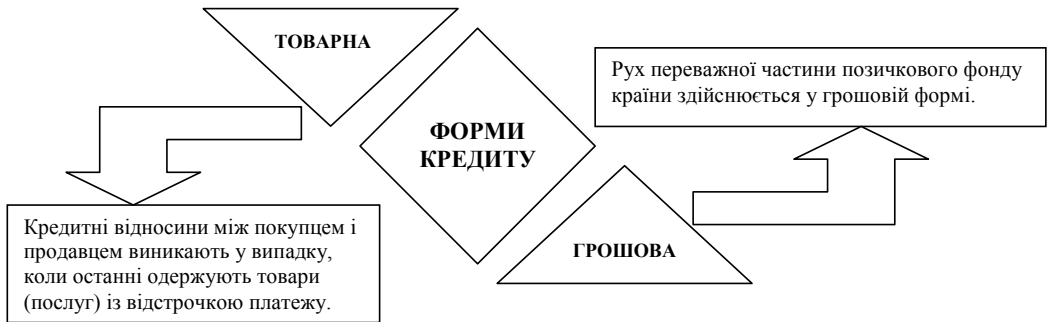 ТОВАРНА
Рух переважної частини позичкового фонду
країни здійснюється у грошовій формі.
ФОРМИ
КРЕДИТУ
Кредитні відносини між покупцем і
продавцем виникають у випадку,
коли останні одержують товари
(послуг) із відстрочкою платежу.
ГРОШОВА